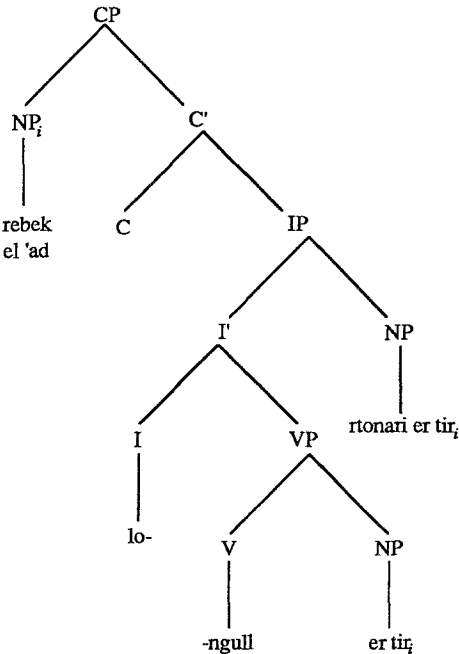 CP
NPi C'
rebek
el 'ad
C IP
I' NP
rtonari er tiri
I VP
lo-
V NP
-ngull er tiri